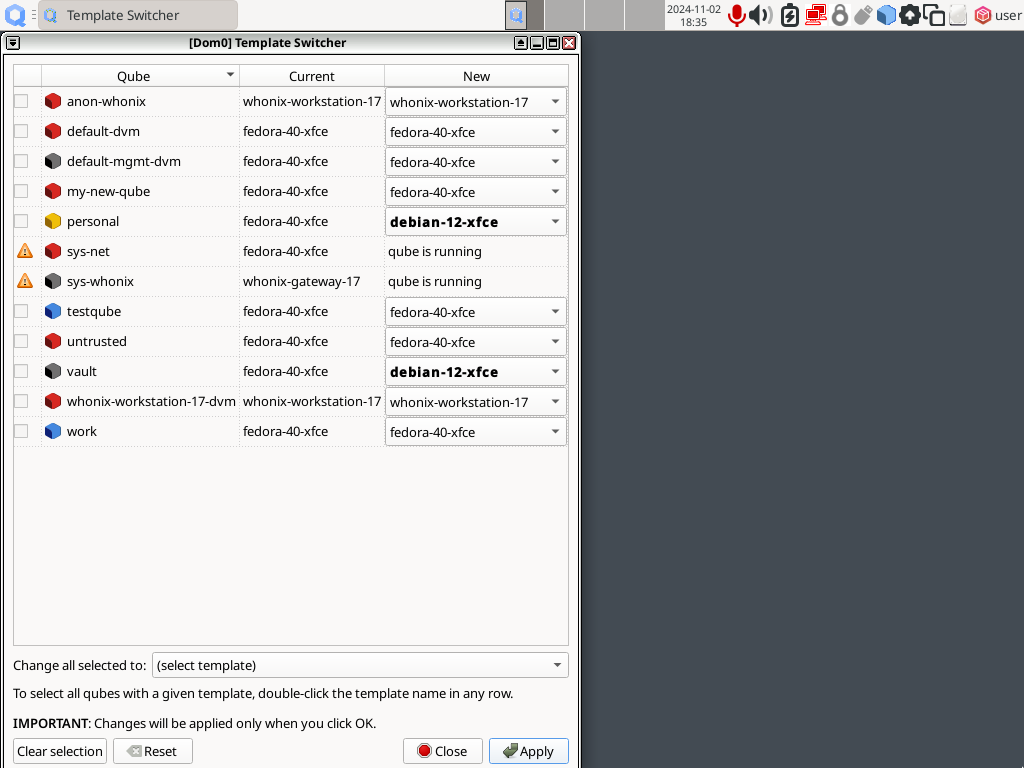 Template Switcher
2024-11-02
18:35
user
[Dom0] Template Switcher
Qube Current New
anon-whonix whonix-workstation-17 whonix-workstation-17
default-dvm fedora-40-xfce fedora-40-xfce
default-mgmt-dvm fedora-40-xfce fedora-40-xfce
my-new-qube fedora-40-xfce fedora-40-xfce
personal fedora-40-xfce debian-12-xfce
sys-net fedora-40-xfce qube is running
sys-whonix whonix-gateway-17 qube is running
testqube fedora-40-xfce fedora-40-xfce
untrusted fedora-40-xfce fedora-40-xfce
vault fedora-40-xfce debian-12-xfce
whonix-workstation-17-dvm whonix-workstation-17 whonix-workstation-17
work fedora-40-xfce fedora-40-xfce
Change all selected to: (select template)
To select all qubes with a given template, double-click the template name in any row.
IMPORTANT: Changes will be applied only when you click OK.
Clear selection Reset Close Apply